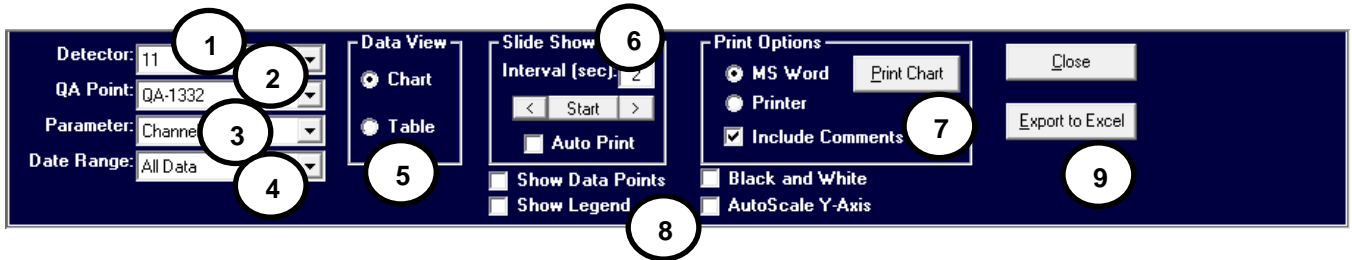 Detector: 11
QA Point: QA-1332
Parameter: Channe
Date Range: All Data
1
2
3
4
Data View
Chart
Table
5
Slide Show
6
Interval (sec): 2
< Start >
Auto Print
Show Data Points
Show Legend
8
Print Options
MS Word
Print Chart
Printer
Include Comments
7
Black and White
AutoScale Y-Axis
Close
Export to Excel
9